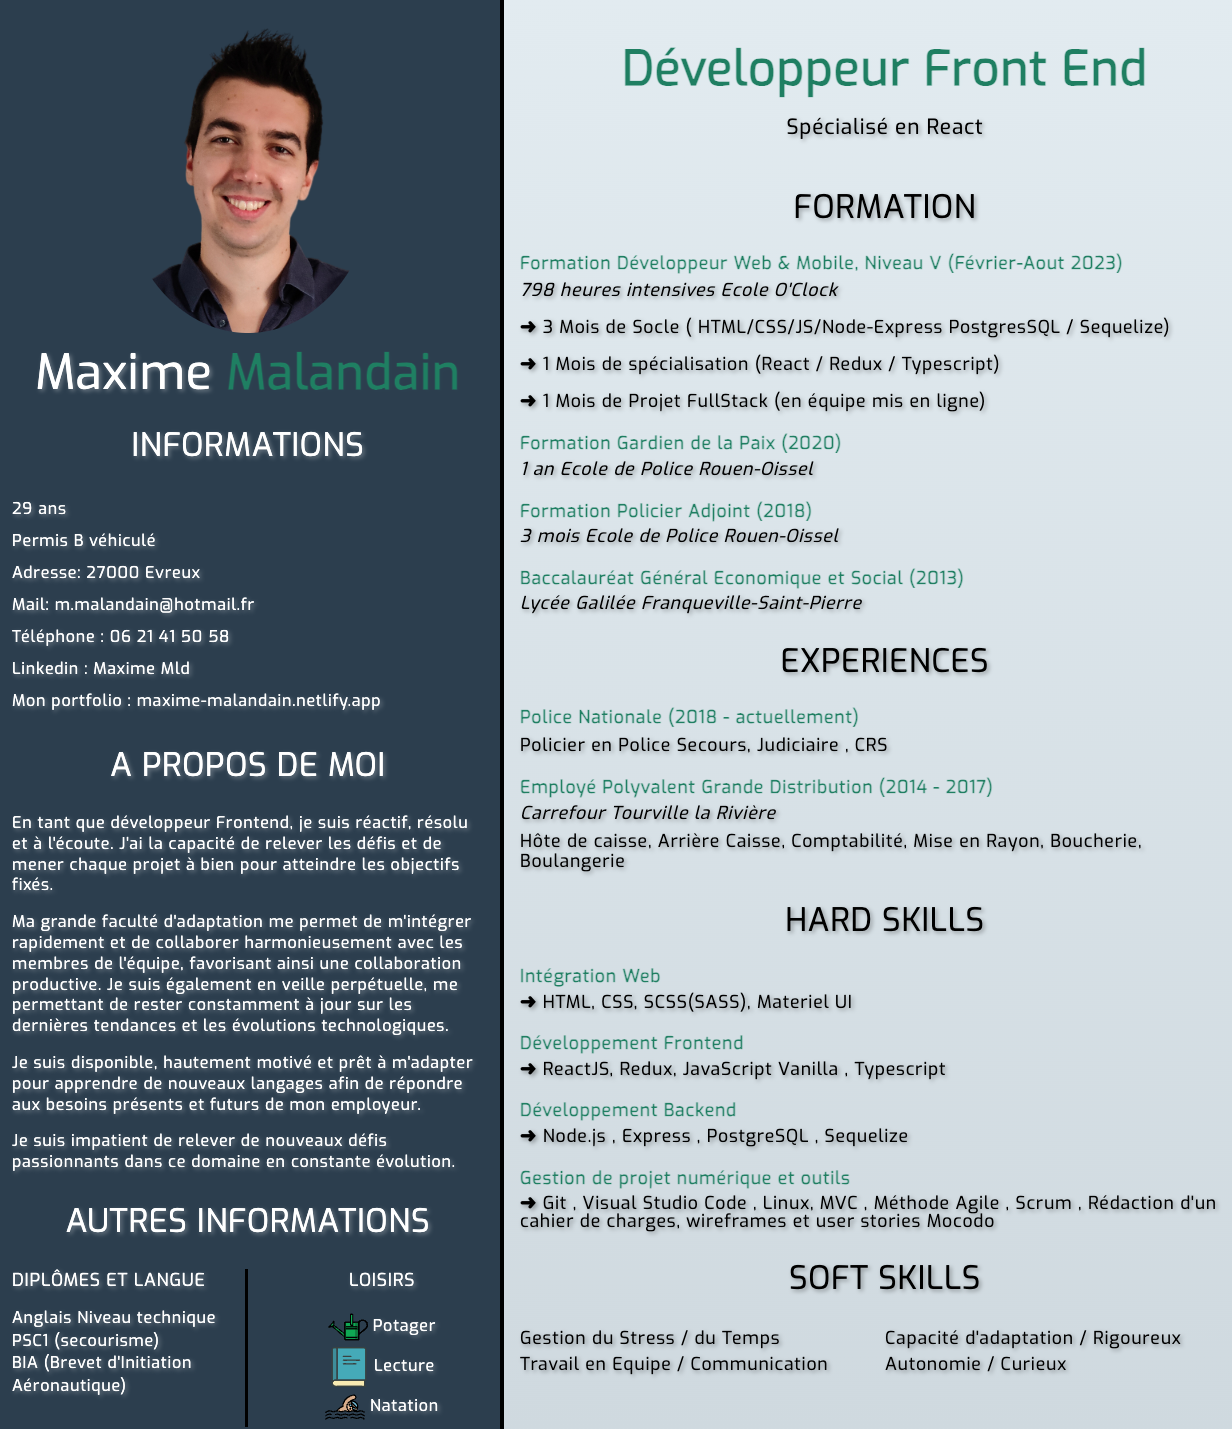 Maxime Malandain
INFORMATIONS
29 ans
Permis B véhiculé
Adresse: 27000 Evreux
Mail: m.malandain@hotmail.fr
Téléphone : 06 21 41 50 58
Linkedin : Maxime Mld
Mon portfolio : maxime-malandain.netlify.app
A PROPOS DE MOI
En tant que développeur Frontend, je suis réactif, résolu
et à l'écoute. J'ai la capacité de relever les défis et de
mener chaque projet à bien pour atteindre les objectifs
fixés.
Ma grande faculté d'adaptation me permet de m'intégrer
rapidement et de collaborer harmonieusement avec les
membres de l'équipe, favorisant ainsi une collaboration
productive. Je suis également en veille perpétuelle, me
permettant de rester constamment à jour sur les
dernières tendances et les évolutions technologiques.
Je suis disponible, hautement motivé et prêt à m'adapter
pour apprendre de nouveaux langages afin de répondre
aux besoins présents et futurs de mon employeur.
Je suis impatient de relever de nouveaux défis
passionnants dans ce domaine en constante évolution.
AUTRES INFORMATIONS
DIPLÔMES ET LANGUE
Anglais Niveau technique
PSC1 (secourisme)
BIA (Brevet d'Initiation
Aéronautique)
LOISIRS
Potager
Lecture
Natation
Développeur Front End
Spécialisé en React
FORMATION
Formation Développeur Web & Mobile, Niveau V (Février-Aout 2023)
798 heures intensives Ecole O'Clock
➜ 3 Mois de Socle ( HTML/CSS/JS/Node-Express PostgresSQL / Sequelize)
➜ 1 Mois de spécialisation (React / Redux / Typescript)
➜ 1 Mois de Projet FullStack (en équipe mis en ligne)
Formation Gardien de la Paix (2020)
1 an Ecole de Police Rouen-Oissel
Formation Policier Adjoint (2018)
3 mois Ecole de Police Rouen-Oissel
Baccalauréat Général Economique et Social (2013)
Lycée Galilée Franqueville-Saint-Pierre
EXPERIENCES
Police Nationale (2018 - actuellement)
Policier en Police Secours, Judiciaire , CRS
Employé Polyvalent Grande Distribution (2014 - 2017)
Carrefour Tourville la Rivière
Hôte de caisse, Arrière Caisse, Comptabilité, Mise en Rayon, Boucherie,
Boulangerie
HARD SKILLS
Intégration Web
➜ HTML, CSS, SCSS(SASS), Materiel UI
Développement Frontend
➜ ReactJS, Redux, JavaScript Vanilla , Typescript
Développement Backend
➜ Node.js , Express , PostgreSQL , Sequelize
Gestion de projet numérique et outils
➜ Git , Visual Studio Code , Linux, MVC , Méthode Agile , Scrum , Rédaction d'un
cahier de charges, wireframes et user stories Mocodo
SOFT SKILLS
Gestion du Stress / du Temps
Travail en Equipe / Communication
Capacité d'adaptation / Rigoureux
Autonomie / Curieux